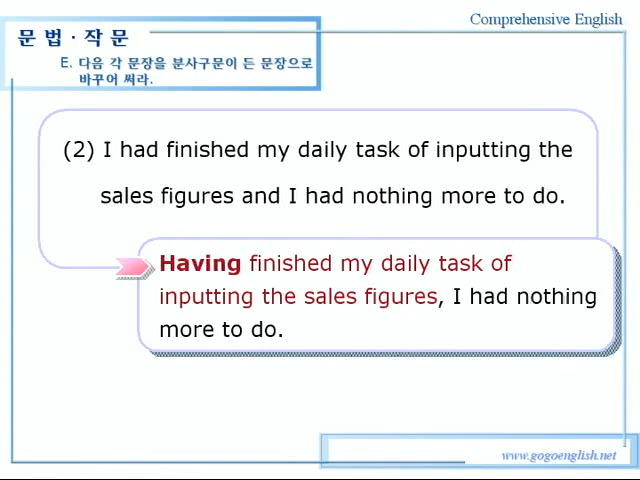 Comprehensive English
문 법 · 작 문
E. 다음 각 문장을 분사구문이 든 문장으로
바꾸어 써라.
(2) I had finished my daily task of inputting the
sales figures and I had nothing more to do.
Having finished my daily task of
inputting the sales figures, I had nothing
more to do.
www.gogoenglish.net